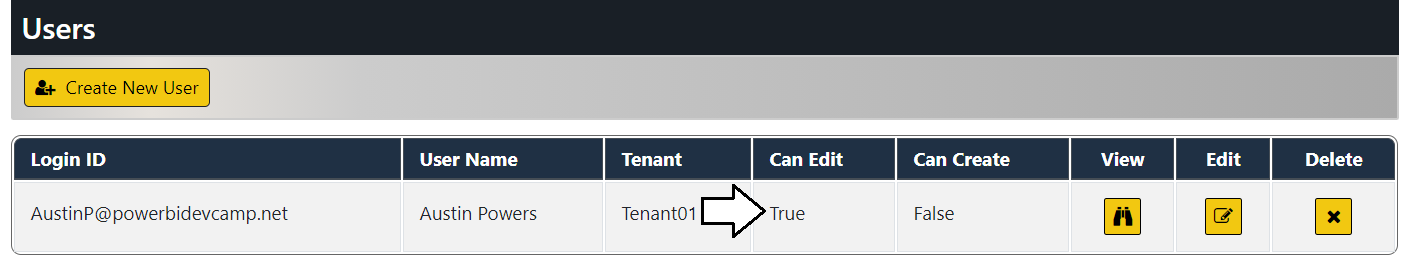 Users
Create New User
Login ID User Name Tenant Can Edit Can Create View Edit Delete
AustinP@powerbidevcamp.net Austin Powers Tenant01 True False